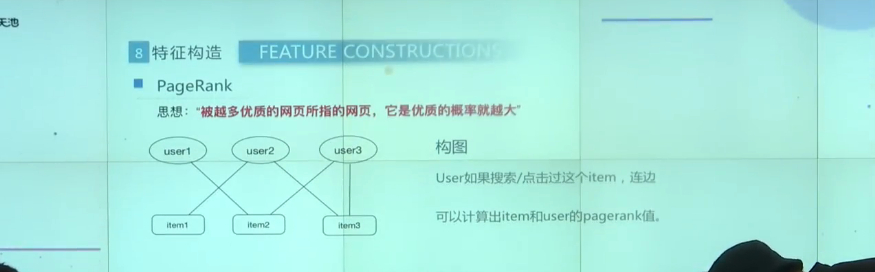 天池
8 特征构造 FEATURE CONSTRUCTIONS
PageRank
思想：“被越多优质的网页所指的网页，它是优质的概率就越大”
user1 user2 user3
构图
User如果搜索/点击过这个item，连边
item1 item2 item3
可以计算出item和user的pagerank值。